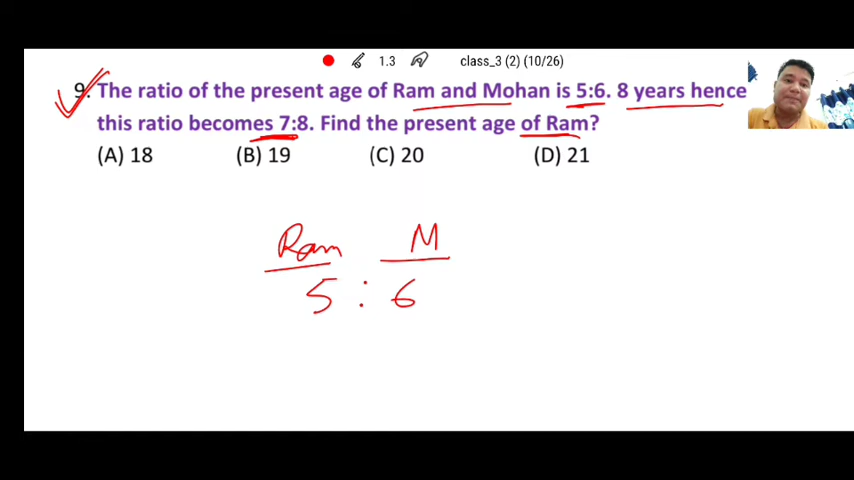 1.3 class_3 (2) (10/26)
9. The ratio of the present age of Ram and Mohan is 5:6. 8 years hence
this ratio becomes 7:8. Find the present age of Ram?
(A) 18 (B) 19 (C) 20 (D) 21
Ram M
5 : 6